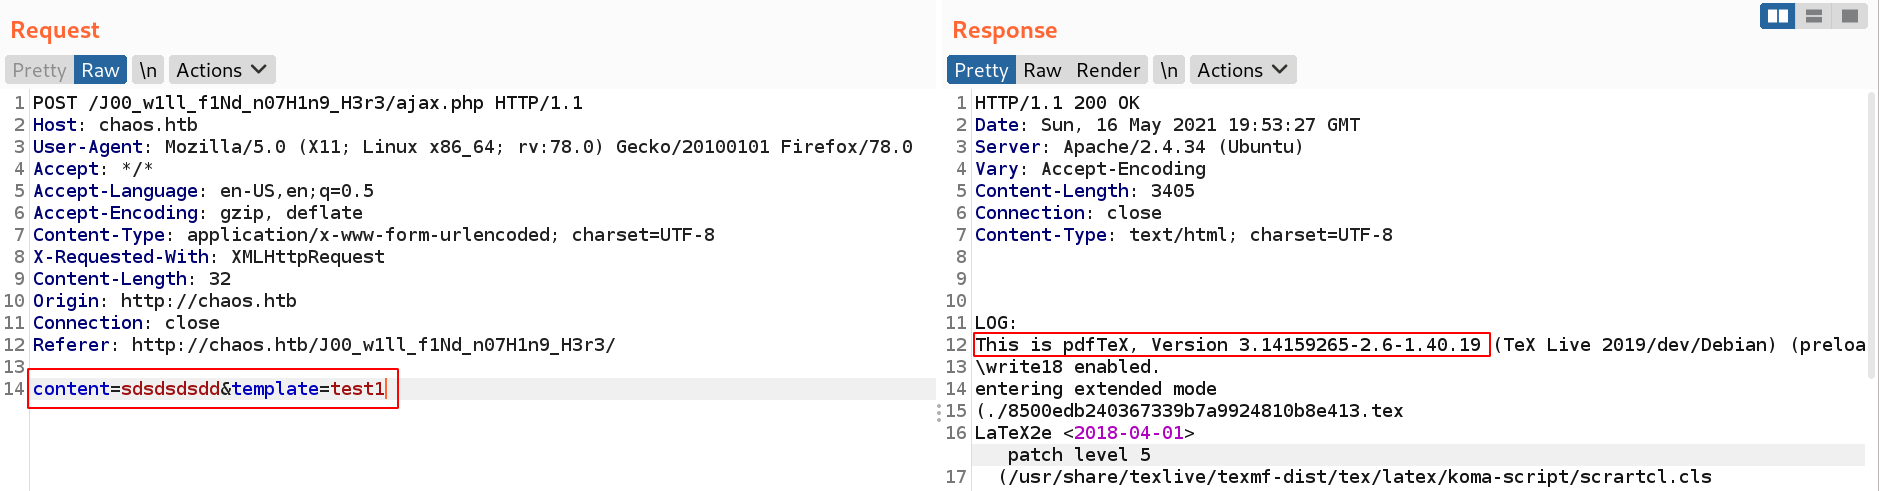 Request
Pretty Raw \n Actions
1 POST /J00_w1ll_f1Nd_n07H1n9_H3r3/ajax.php HTTP/1.1
2 Host: chaos.htb
3 User-Agent: Mozilla/5.0 (X11; Linux x86_64; rv:78.0) Gecko/20100101 Firefox/78.0
4 Accept: */*
5 Accept-Language: en-US,en;q=0.5
6 Accept-Encoding: gzip, deflate
7 Content-Type: application/x-www-form-urlencoded; charset=UTF-8
8 X-Requested-With: XMLHttpRequest
9 Content-Length: 32
10 Origin: http://chaos.htb
11 Connection: close
12 Referer: http://chaos.htb/J00_w1ll_f1Nd_n07H1n9_H3r3/
13
14 content=sdsdsdsdd&template=test1
Response
Pretty Raw Render \n Actions
1 HTTP/1.1 200 OK
2 Date: Sun, 16 May 2021 19:53:27 GMT
3 Server: Apache/2.4.34 (Ubuntu)
4 Vary: Accept-Encoding
5 Content-Length: 3405
6 Connection: close
7 Content-Type: text/html; charset=UTF-8
8
9
10
11 LOG:
12 This is pdfTeX, Version 3.14159265-2.6-1.40.19 (TeX Live 2019/dev/Debian) (preloa
13 \write18 enabled.
14 entering extended mode
15 (./8500edb240367339b7a9924810b8e413.tex
16 LaTeX2e <2018-04-01>
patch level 5
17 (/usr/share/texlive/texmf-dist/tex/latex/koma-script/scrartcl.cls